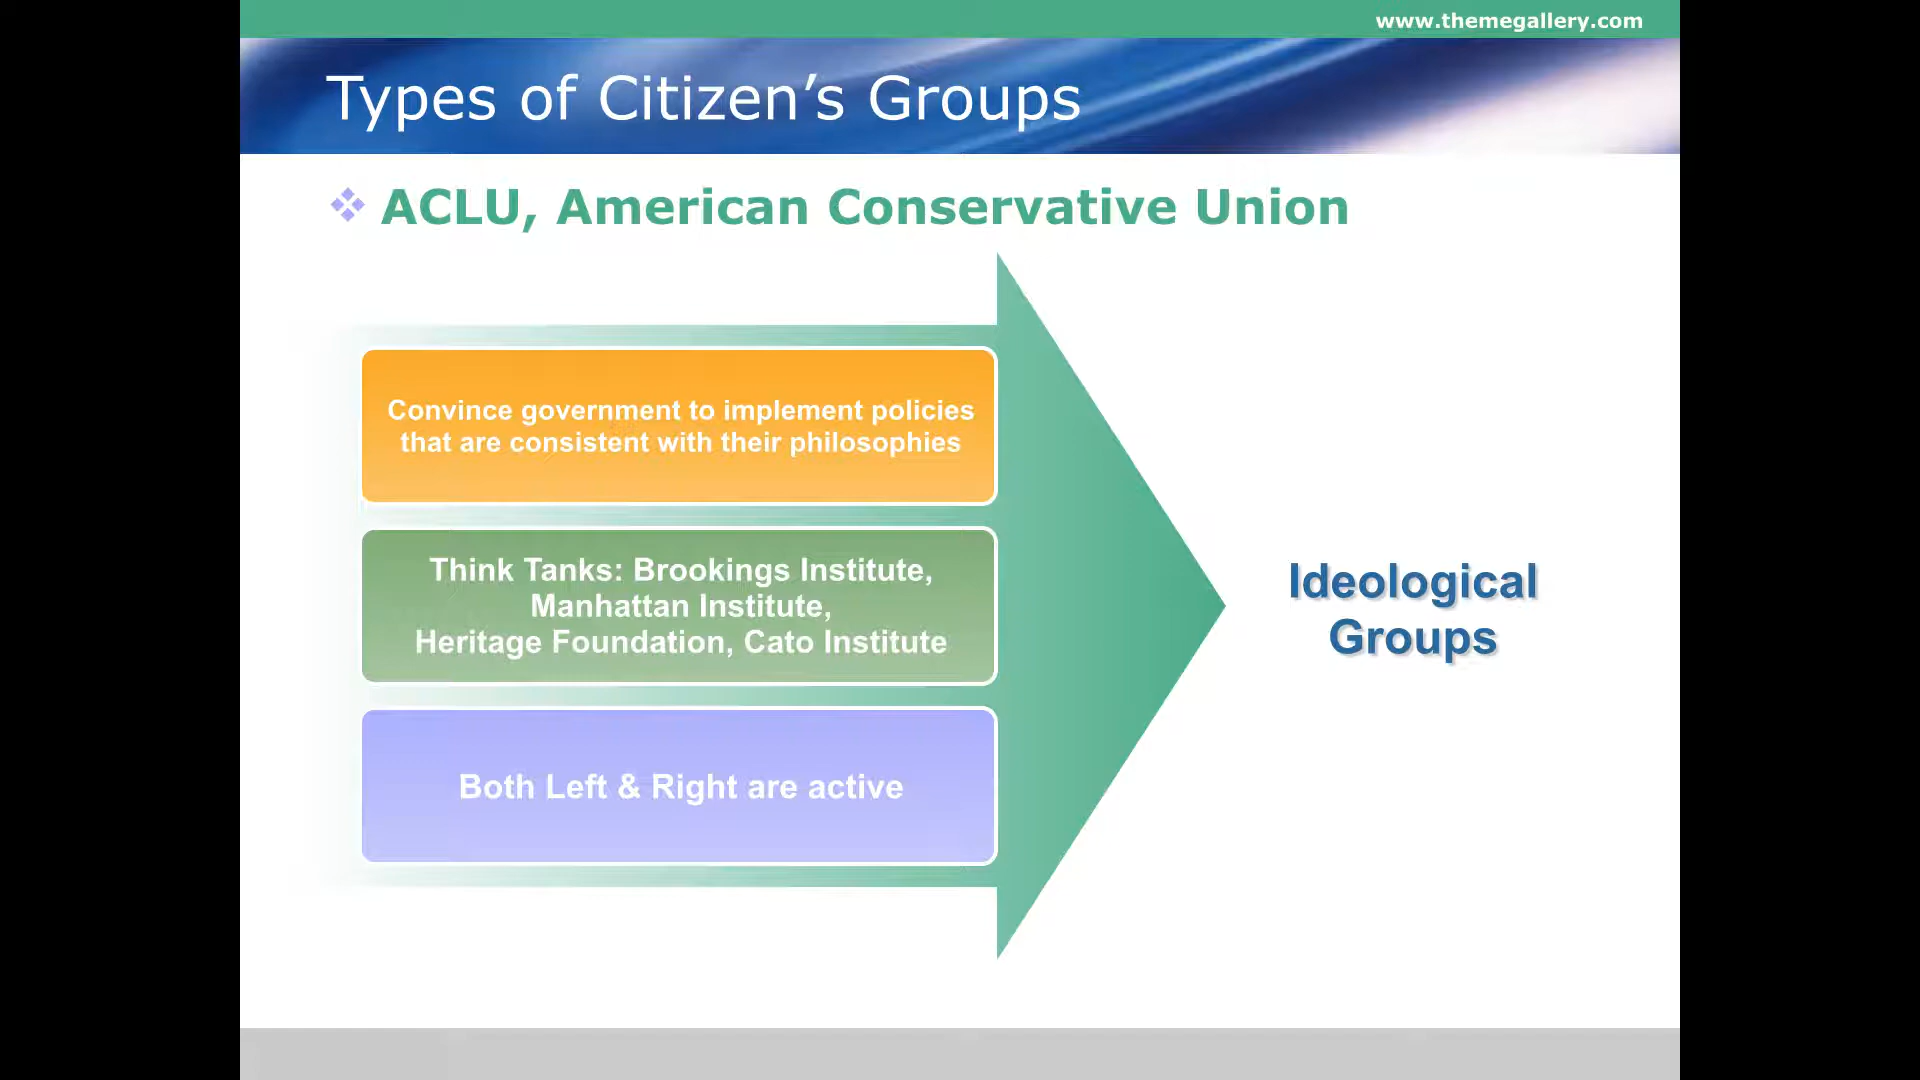 www.themegallery.com
Types of Citizen’s Groups
ACLU, American Conservative Union
Convince government to implement policies
that are consistent with their philosophies
Think Tanks: Brookings Institute,
Manhattan Institute,
Heritage Foundation, Cato Institute
Both Left & Right are active
Ideological
Groups